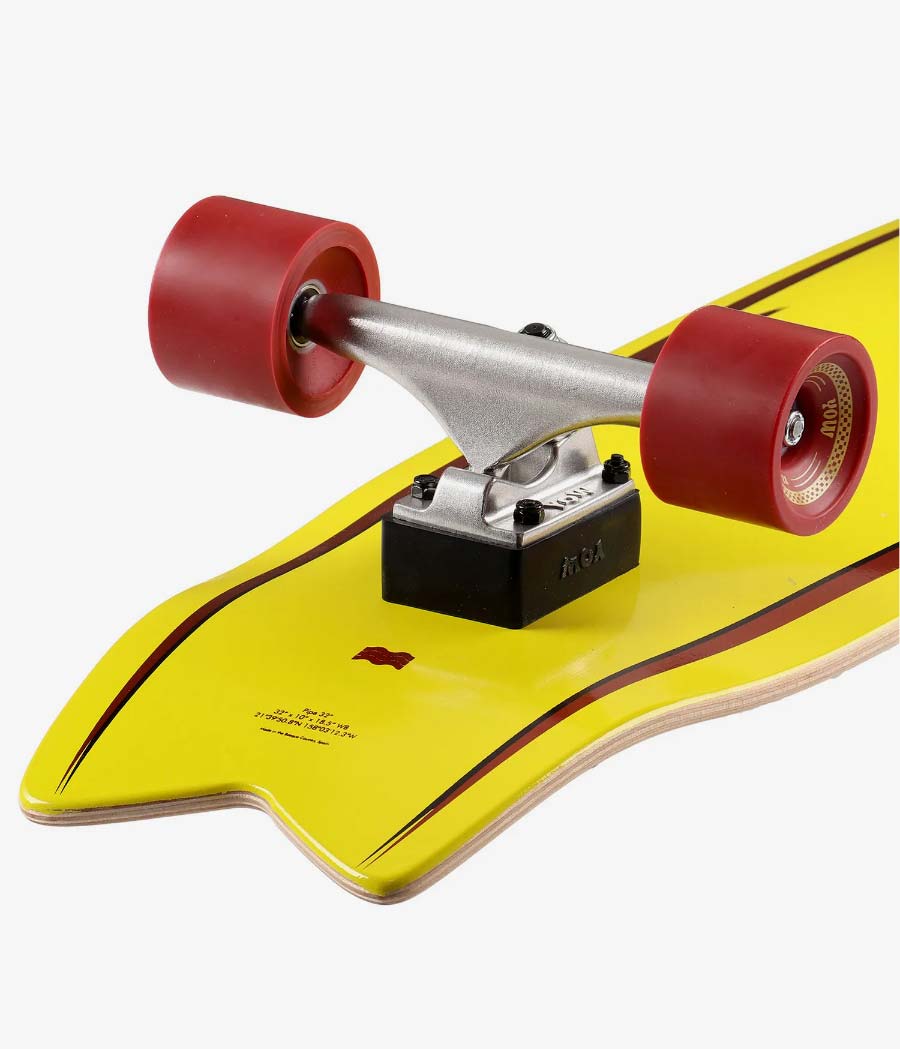 YOW
YOW
YOW
Pipe 32"
32" x 10" x 18.5" WB
21°39'50.8"N 158°03'12.3"W
Made in the Basque Country, Spain